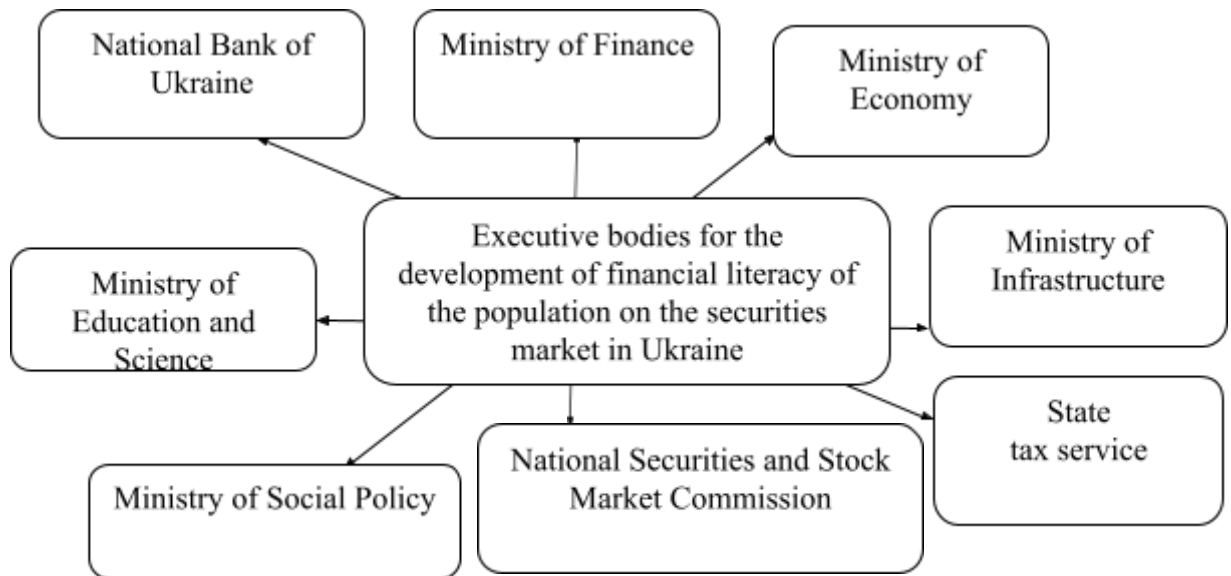 National Bank of
Ukraine
Ministry of Finance
Ministry of
Economy
Executive bodies for the
development of financial literacy of
the population on the securities
market in Ukraine
Ministry of
Infrastructure
Ministry of
Education and
Science
State
tax service
National Securities and Stock
Market Commission
Ministry of Social Policy